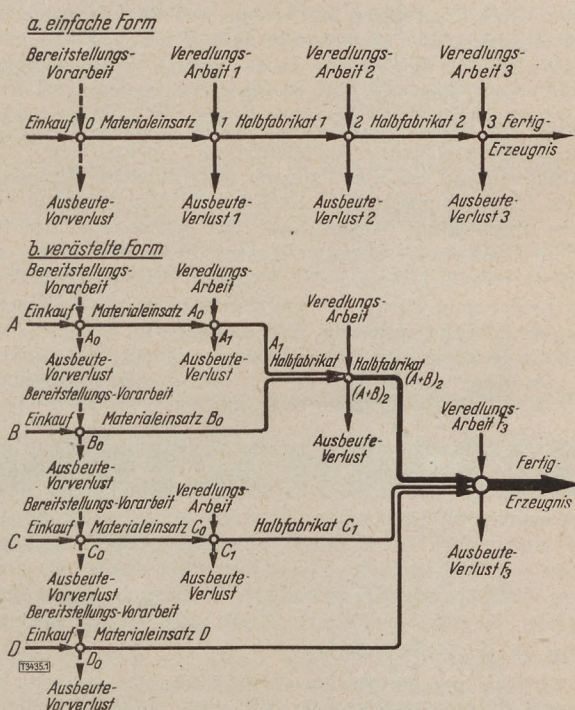 a. einfache Form
Bereitstellungs-
Vorarbeit
Veredlungs-
Arbeit 1
Veredlungs-
Arbeit 2
Veredlungs-
Arbeit 3
Einkauf 0 Materialeinsatz 1 Halbfabrikat 1 2 Halbfabrikat 2 3 Fertig-
Erzeugnis
Ausbeute-
Vorverlust
Ausbeute-
Verlust 1
Ausbeute-
Verlust 2
Ausbeute-
Verlust 3
b. verästelte Form
Bereitstellungs-
Vorarbeit
Veredlungs-
Arbeit
Veredlungs-
Arbeit
A Einkauf Materialeinsatz A0
A0 A1
Ausbeute-
Vorverlust
Ausbeute-
Verlust
A1
Halbfabrikat
Halbfabrikat
(A+B)2
(A+B)2
Ausbeute-
Verlust
Bereitstellungs-Vorarbeit
B Einkauf Materialeinsatz B0
B0
Ausbeute-
Vorverlust
Veredlungs-
Arbeit F3
Fertig-
Erzeugnis
Ausbeute-
Verlust F3
Bereitstellungs-Vorarbeit
Veredlungs-
Arbeit
C Einkauf Materialeinsatz C0 Halbfabrikat C1
C0 C1
Ausbeute-
Vorverlust
Ausbeute-
Verlust
Bereitstellungs-Vorarbeit
D Einkauf Materialeinsatz D
D0
T3435.1
Ausbeute-
Vorverlust